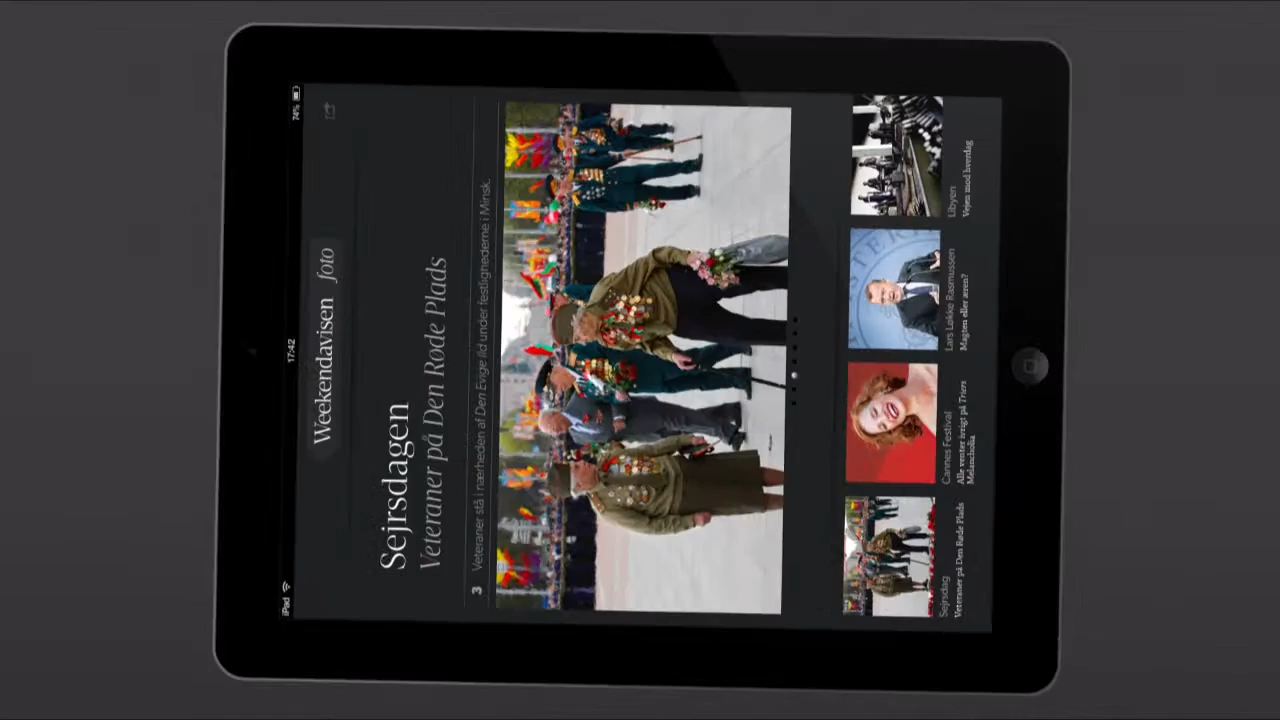 iPad
17:42
74%
Weekendavisen foto
Sejrsdagen
Veteraner på Den Røde Plads
3 Veteraner stå i nærheden af Den Evige Ild under festlighederne i Minsk.
Sejrsdag
Veteraner på Den Røde Plads
Cannes Festival
Alle venter ivrigt på Triers
Melancholia
Lars Løkke Rasmussen
Magten eller æren?
Libyen
Vejen mod hverdag